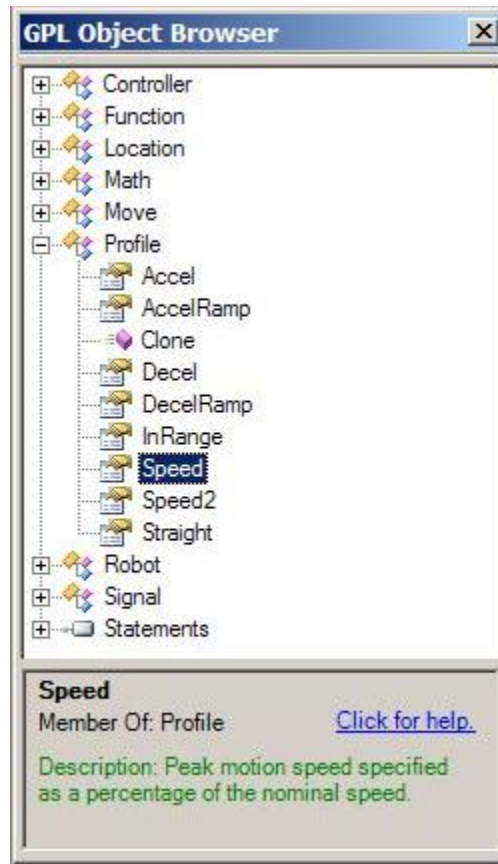 GPL Object Browser
Controller
Function
Location
Math
Move
Profile
Accel
AccelRamp
Clone
Decel
DecelRamp
InRange
Speed
Speed2
Straight
Robot
Signal
Statements
Speed
Member Of: Profile Click for help.
Description: Peak motion speed specified
as a percentage of the nominal speed.